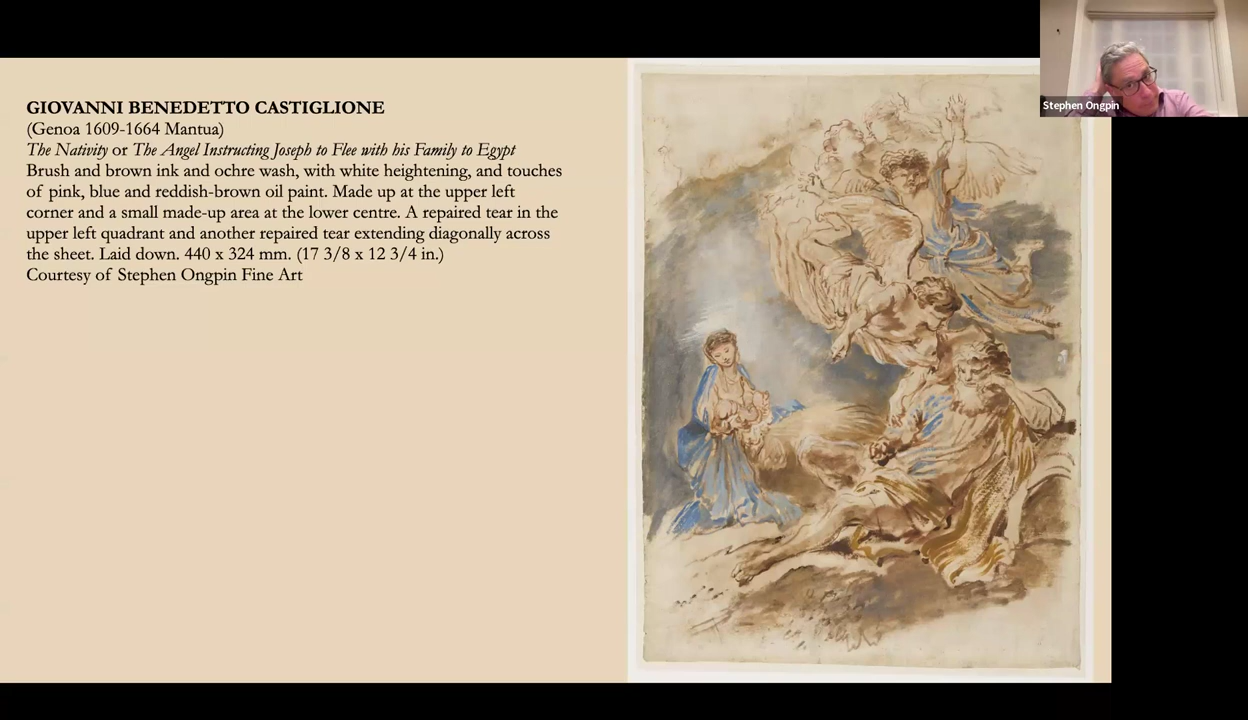 GIOVANNI BENEDETTO CASTIGLIONE
(Genoa 1609-1664 Mantua)
The Nativity or The Angel Instructing Joseph to Flee with his Family to Egypt
Brush and brown ink and ochre wash, with white heightening, and touches
of pink, blue and reddish-brown oil paint. Made up at the upper left
corner and a small made-up area at the lower centre. A repaired tear in the
upper left quadrant and another repaired tear extending diagonally across
the sheet. Laid down. 440 x 324 mm. (17 3/8 x 12 3/4 in.)
Courtesy of Stephen Ongpin Fine Art
Stephen Ongpin